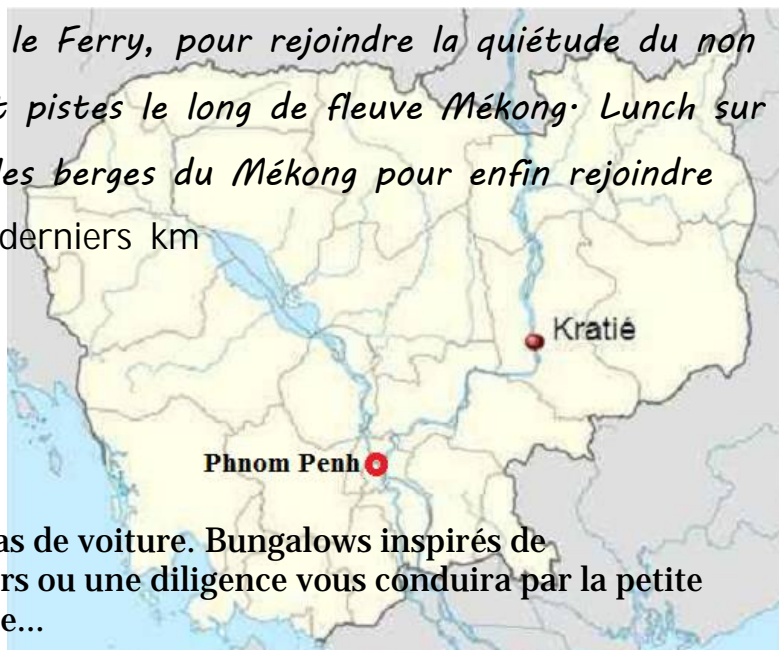 le Ferry, pour rejoindre la quiétude du non
t pistes le long de fleuve Mékong. Lunch sur
les berges du Mékong pour enfin rejoindre
derniers km
Kratié
Phnom Penh
as de voiture. Bungalows inspirés de
rs ou une diligence vous conduira par la petite
e...